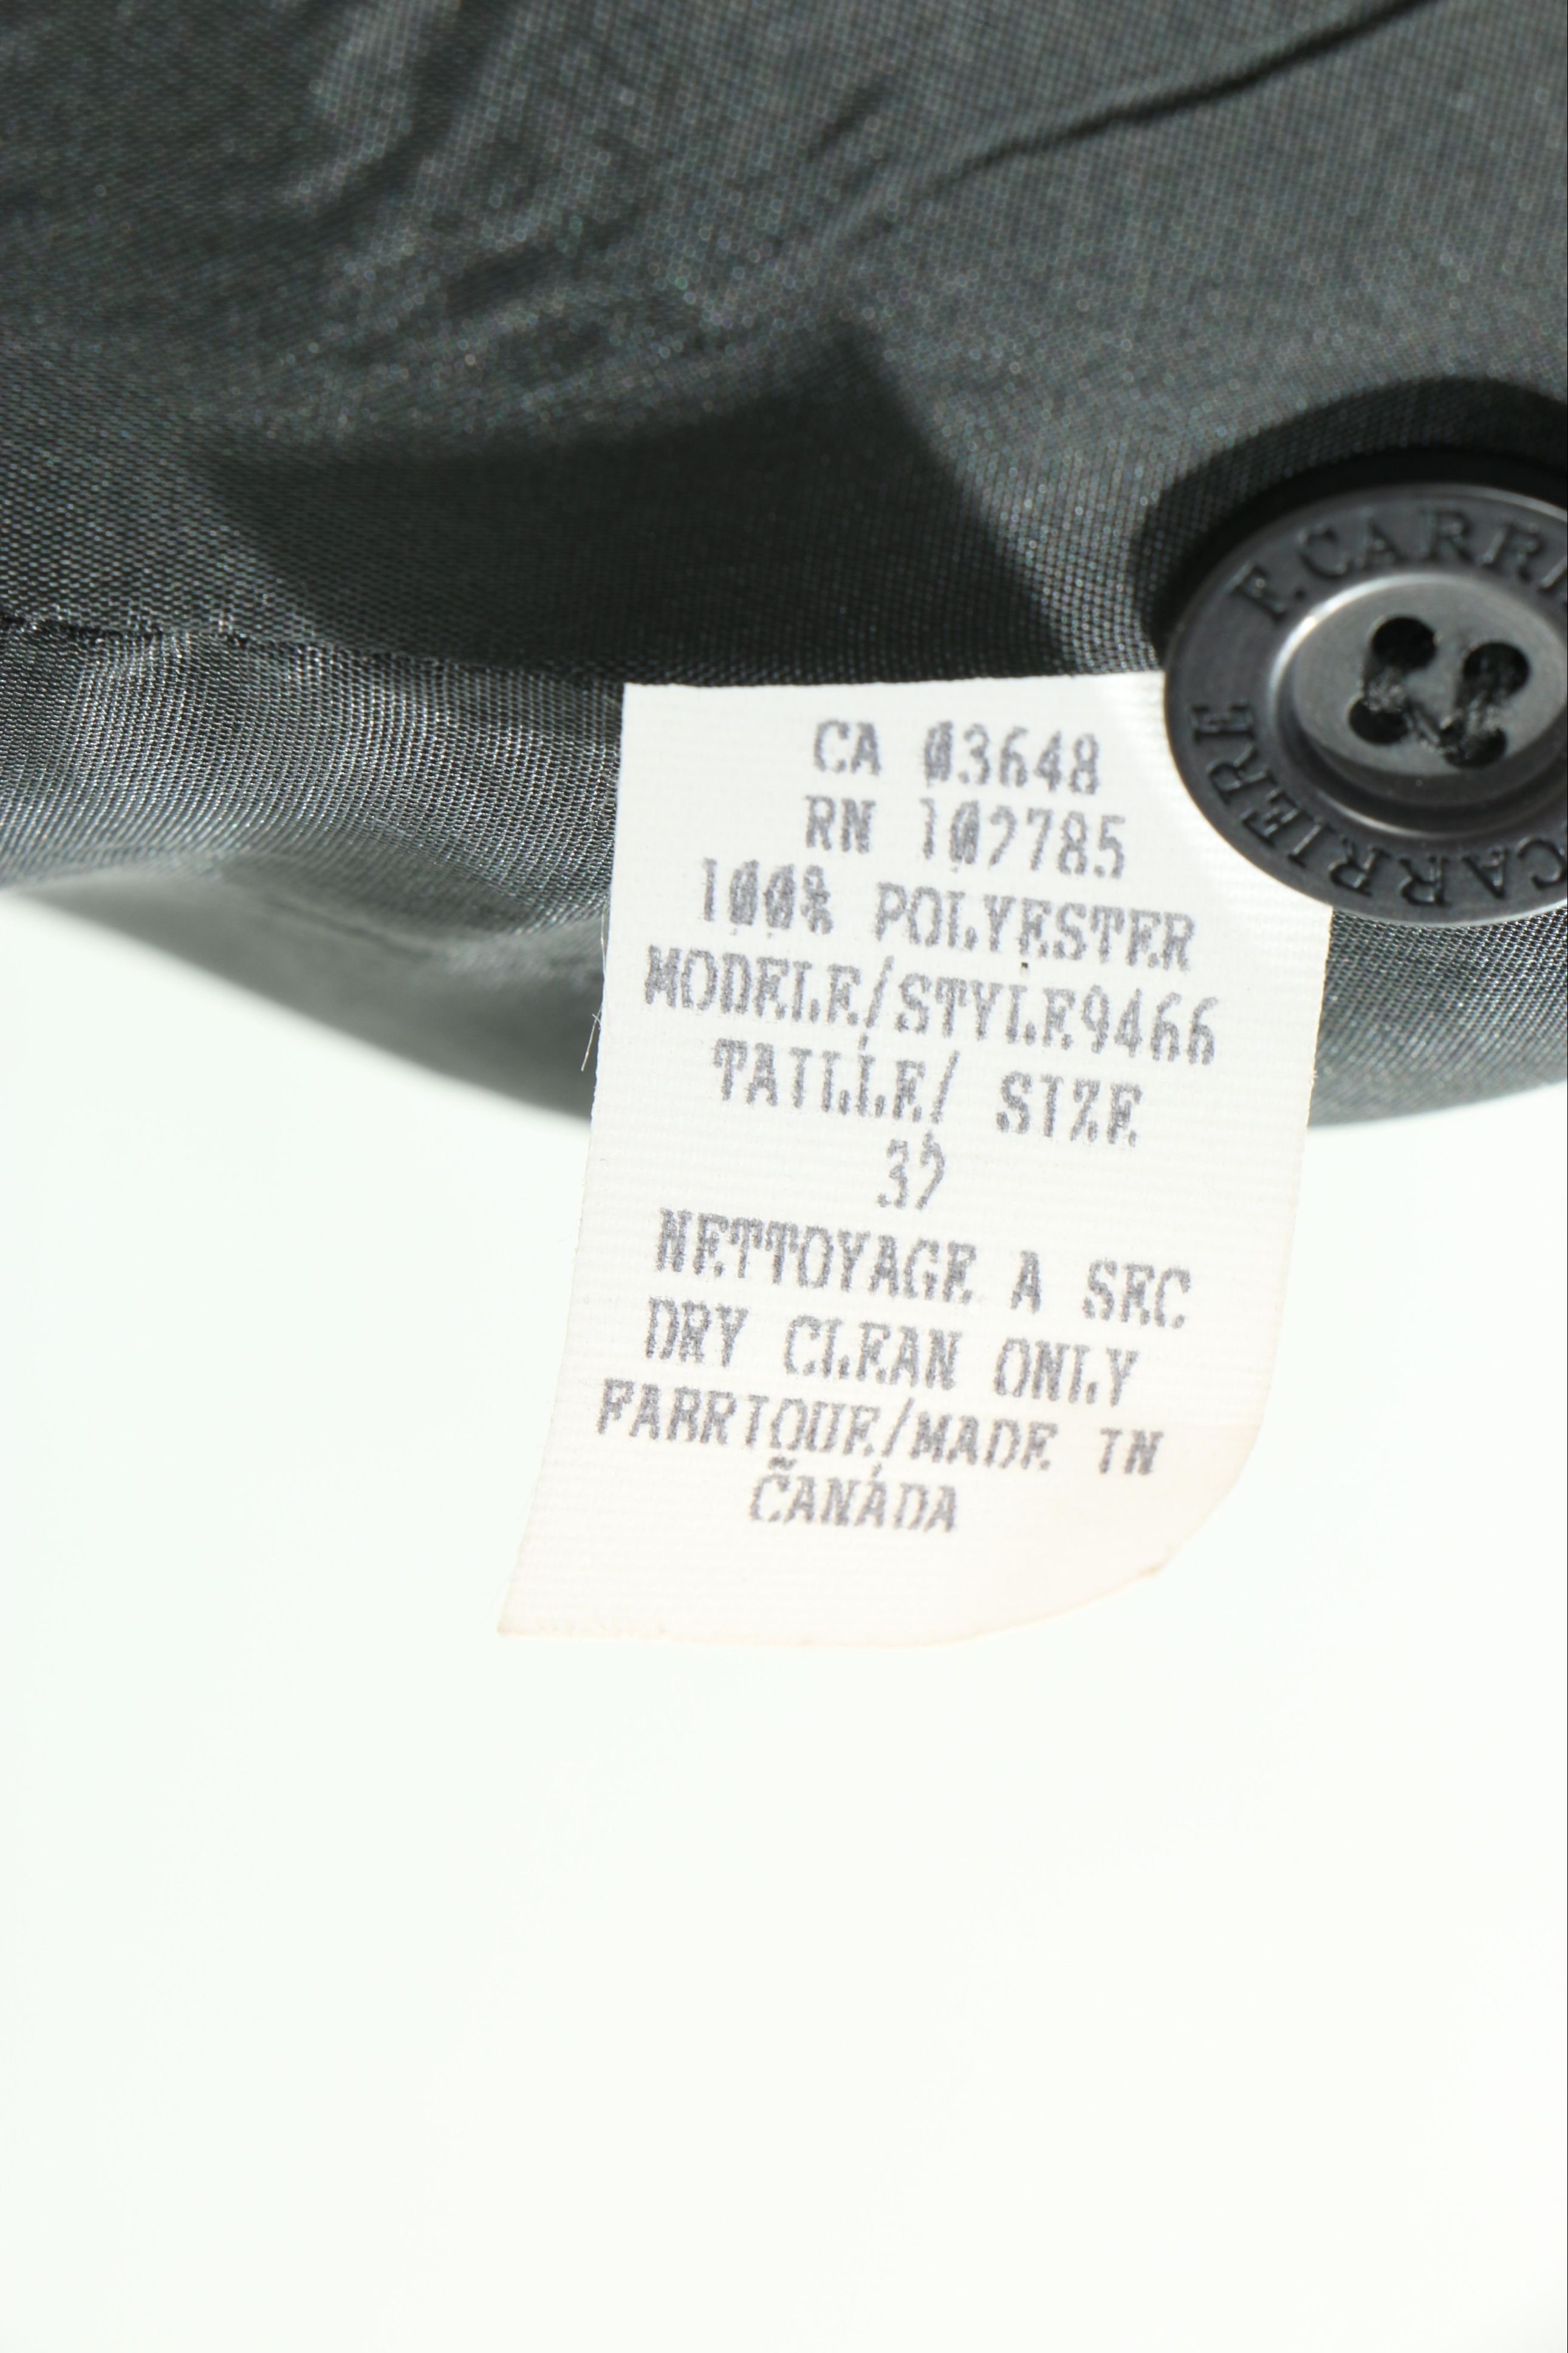 F.CARRI
CARRIERE
CA 03648
RN 102785
100% POLYESTER
MODELE/STYLE9466
TAILLE/ SIZE
32
NETTOYAGE A SEC
DRY CLEAN ONLY
FABRIQUE/MADE IN
CANADA